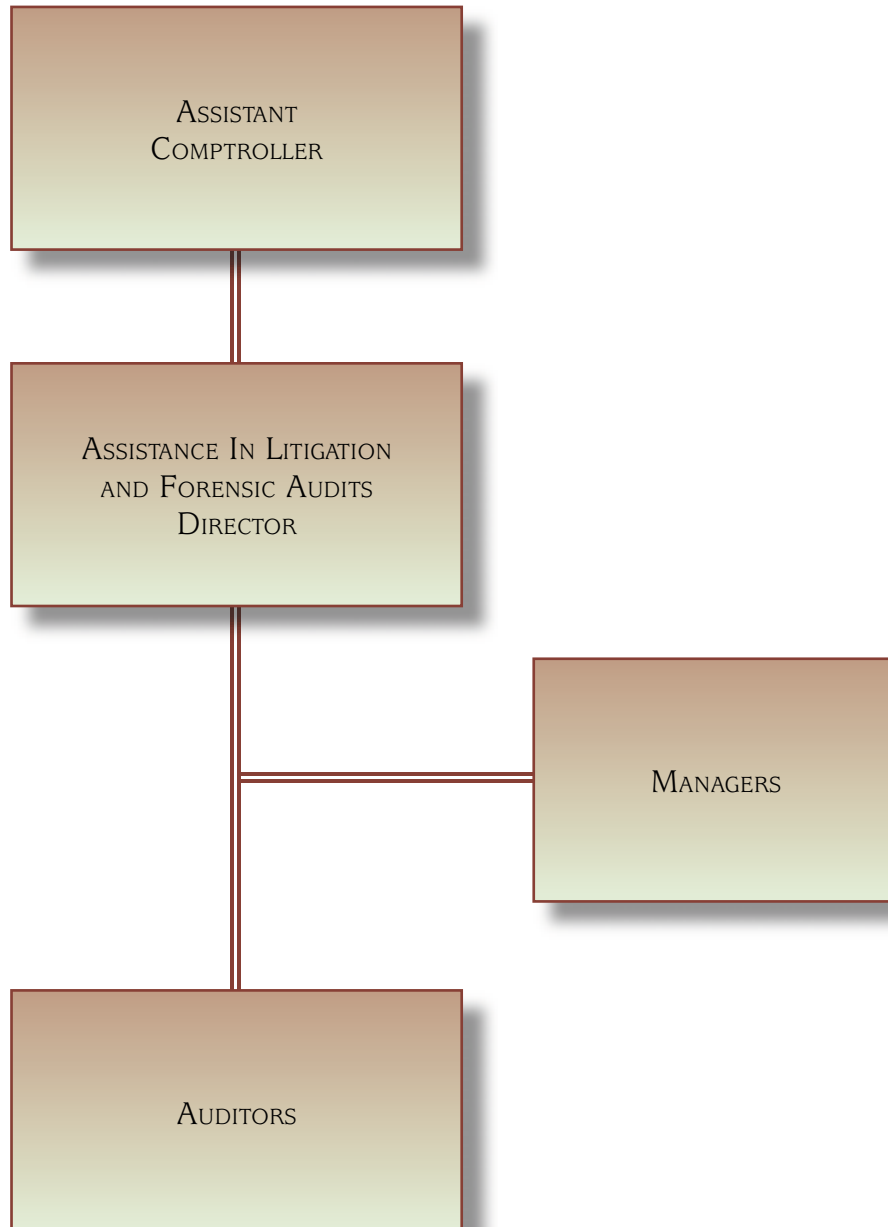 Assistant
Comptroller
Assistance In Litigation
and Forensic Audits
Director
Managers
Auditors